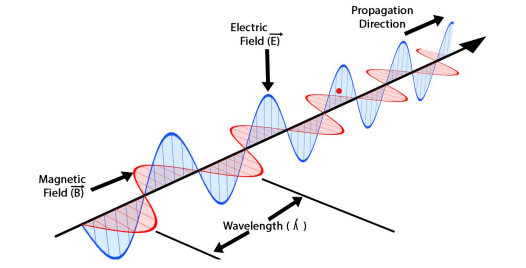 Propagation
Direction
Electric
Field (E⃗)
Magnetic
Field (B⃗)
Wavelength ( λ )